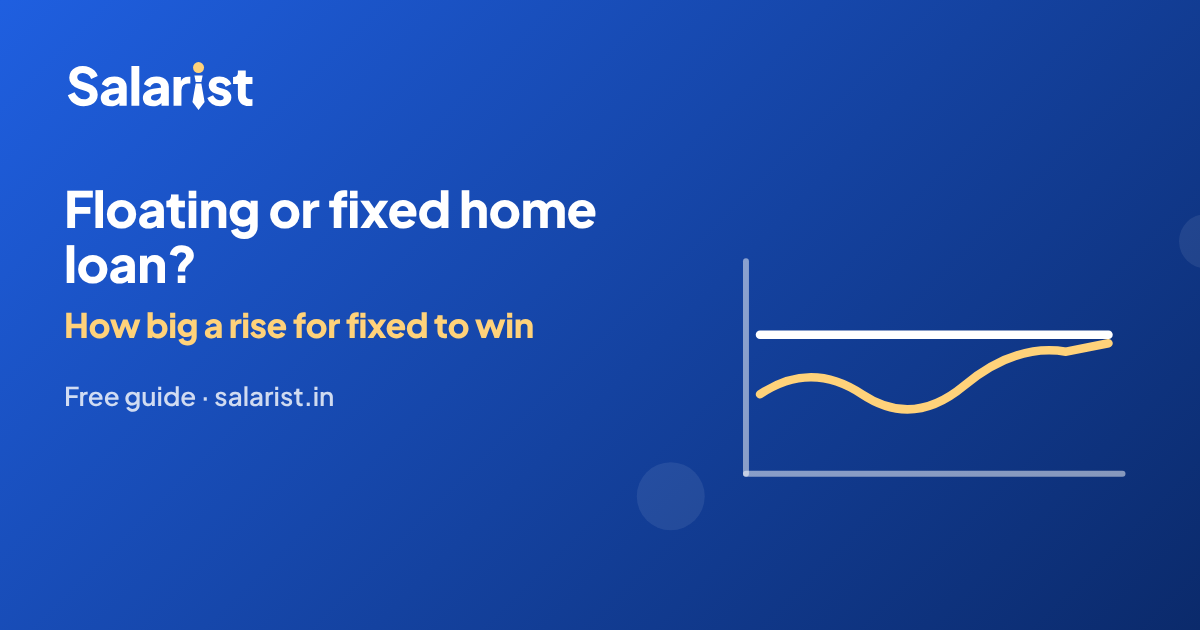 Salarist
Floating or fixed home
loan?
How big a rise for fixed to win
Free guide · salarist.in